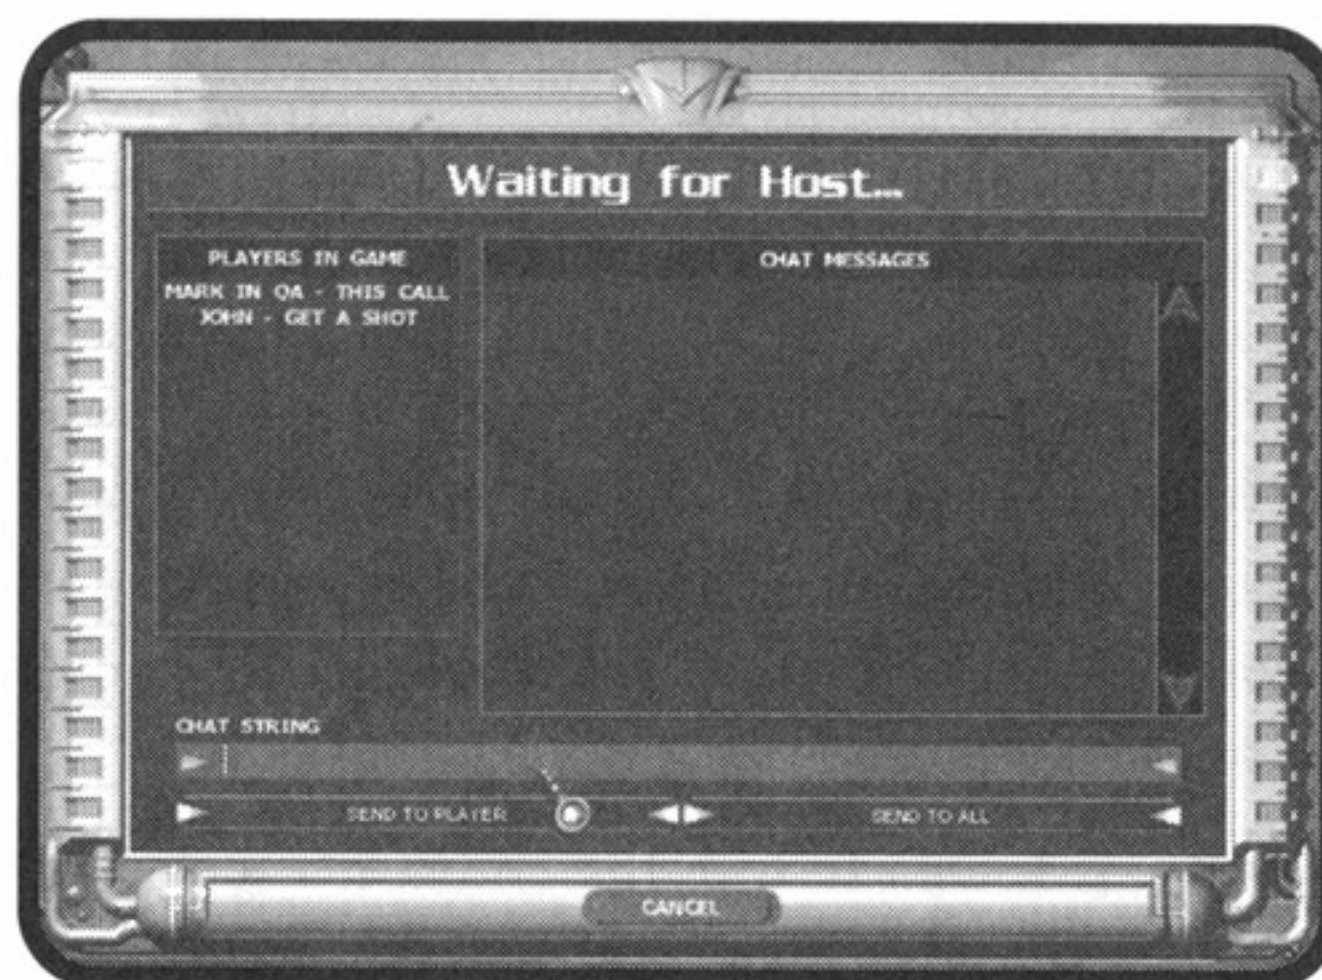 Waiting for Host...
PLAYERS IN GAME
MARK IN QA - THIS CALL
JOHN - GET A SHOT
CHAT MESSAGES
CHAT STRING
SEND TO PLAYER
SEND TO ALL
CANCEL